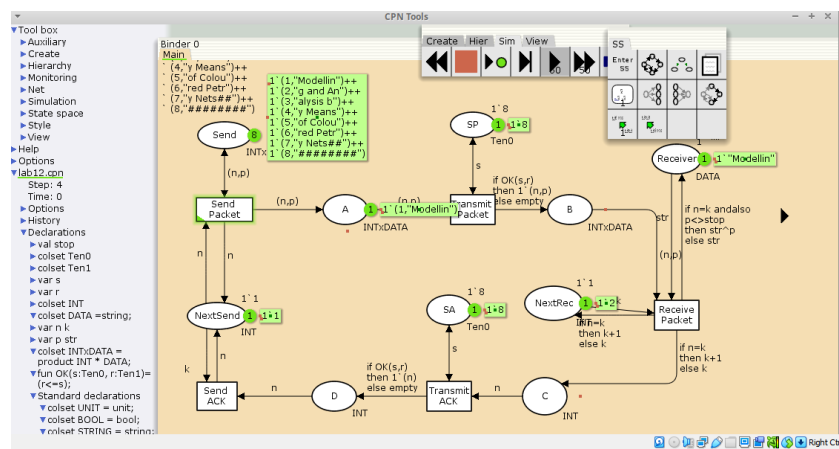 CPN Tools
Tool box
Auxiliary
Create
Hierarchy
Monitoring
Net
Simulation
State space
Style
View
Help
Options
lab12.cpn
Step: 4
Time: 0
Options
History
Declarations
val stop
colset Ten0
colset Ten1
var s
var r
colset INT
colset DATA =string;
var n k
var p str
colset INTxDATA =
product INT * DATA;
fun OK(s:Ten0, r:Ten1)=
(r<=s);
Standard declarations
colset UNIT = unit;
colset BOOL = bool;
colset STRING = string;
Binder 0
Main
(4,"y Means")++
` (5,"of Colou")++
` (6,"red Petr")++
` (7,"y Nets##")++
` (8,"########")
1`(1,"Modellin")++
1`(2,"g and An")++
1`(3,"alysis b")++
1`(4,"y Means")++
1`(5,"of Colou")++
1`(6,"red Petr")++
1`(7,"y Nets##")++
1`(8,"########")
Create Hier Sim View
50
SS
Enter
SS
Send
8
INTx
(n,p)
Send
Packet
(n,p)
A
1
1`(1,"Modellin")
INTxDATA
1`8
SP
1
1`8
Ten0
s
Transmit
Packet
if OK(s,r)
then 1`(n,p)
else empty
B
INTxDATA
Receiver
1
1`"Modellin"
DATA
str
(n,p)
if n=k andalso
p<>stop
then str^p
else str
n
n
1`1
NextSend
1
1`1
INT
1`8
SA
1
1`8
Ten0
s
1`1
NextRec
1
1`2
k
INT
if n=k
then k+1
else k
Receive
Packet
if n=k
then k+1
else k
k
n
Send
ACK
n
D
INT
if OK(s,r)
then 1`(n)
else empty
Transmit
ACK
n
C
INT
Right Ctr